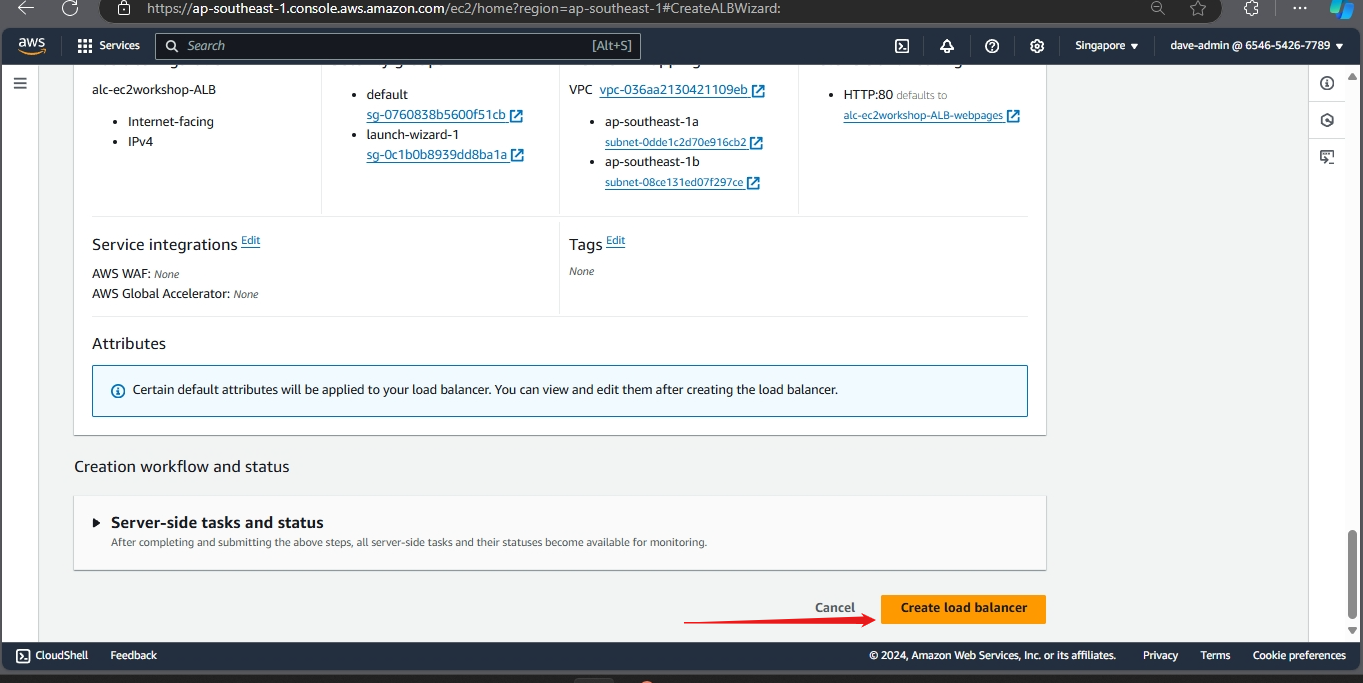 https://ap-southeast-1.console.aws.amazon.com/ec2/home?region=ap-southeast-1#CreateALBWizard:
aws
Services
Search
[Alt+S]
Singapore
dave-admin @ 6546-5426-7789
alc-ec2workshop-ALB
Internet-facing
IPv4
default
sg-0760838b5600f51cb
launch-wizard-1
sg-0c1b0b8939dd8ba1a
VPC vpc-036aa2130421109eb
ap-southeast-1a
subnet-0dde1c2d70e916cb2
ap-southeast-1b
subnet-08ce131ed07f297ce
HTTP:80 defaults to
alc-ec2workshop-ALB-webpages
Service integrations Edit
AWS WAF: None
AWS Global Accelerator: None
Tags Edit
None
Attributes
Certain default attributes will be applied to your load balancer. You can view and edit them after creating the load balancer.
Creation workflow and status
Server-side tasks and status
After completing and submitting the above steps, all server-side tasks and their statuses become available for monitoring.
Cancel
Create load balancer
CloudShell
Feedback
© 2024, Amazon Web Services, Inc. or its affiliates.
Privacy
Terms
Cookie preferences